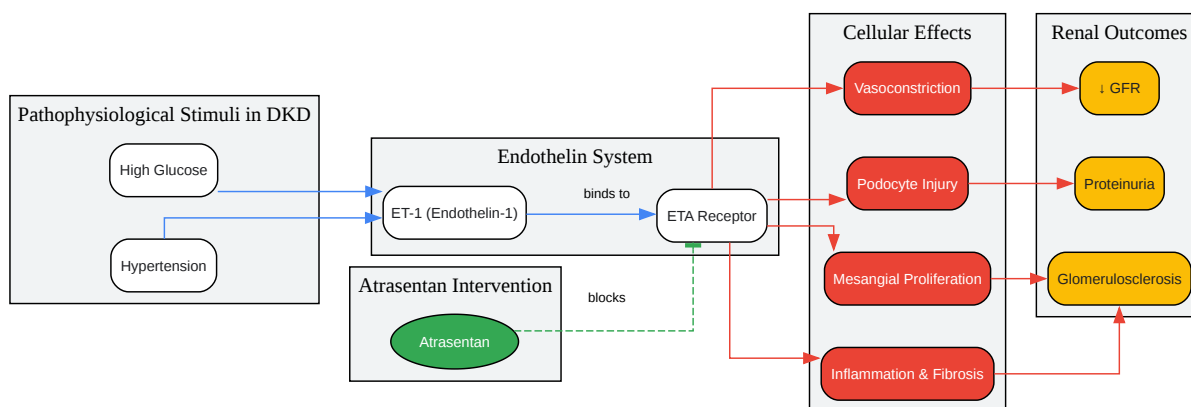 Pathophysiological Stimuli in DKD
High Glucose
Hypertension
Endothelin System
ET-1 (Endothelin-1)
binds to
ETA Receptor
Atrasentan Intervention
blocks
Atrasentan
Cellular Effects
Vasoconstriction
Podocyte Injury
Mesangial Proliferation
Inflammation & Fibrosis
Renal Outcomes
↓ GFR
Proteinuria
Glomerulosclerosis